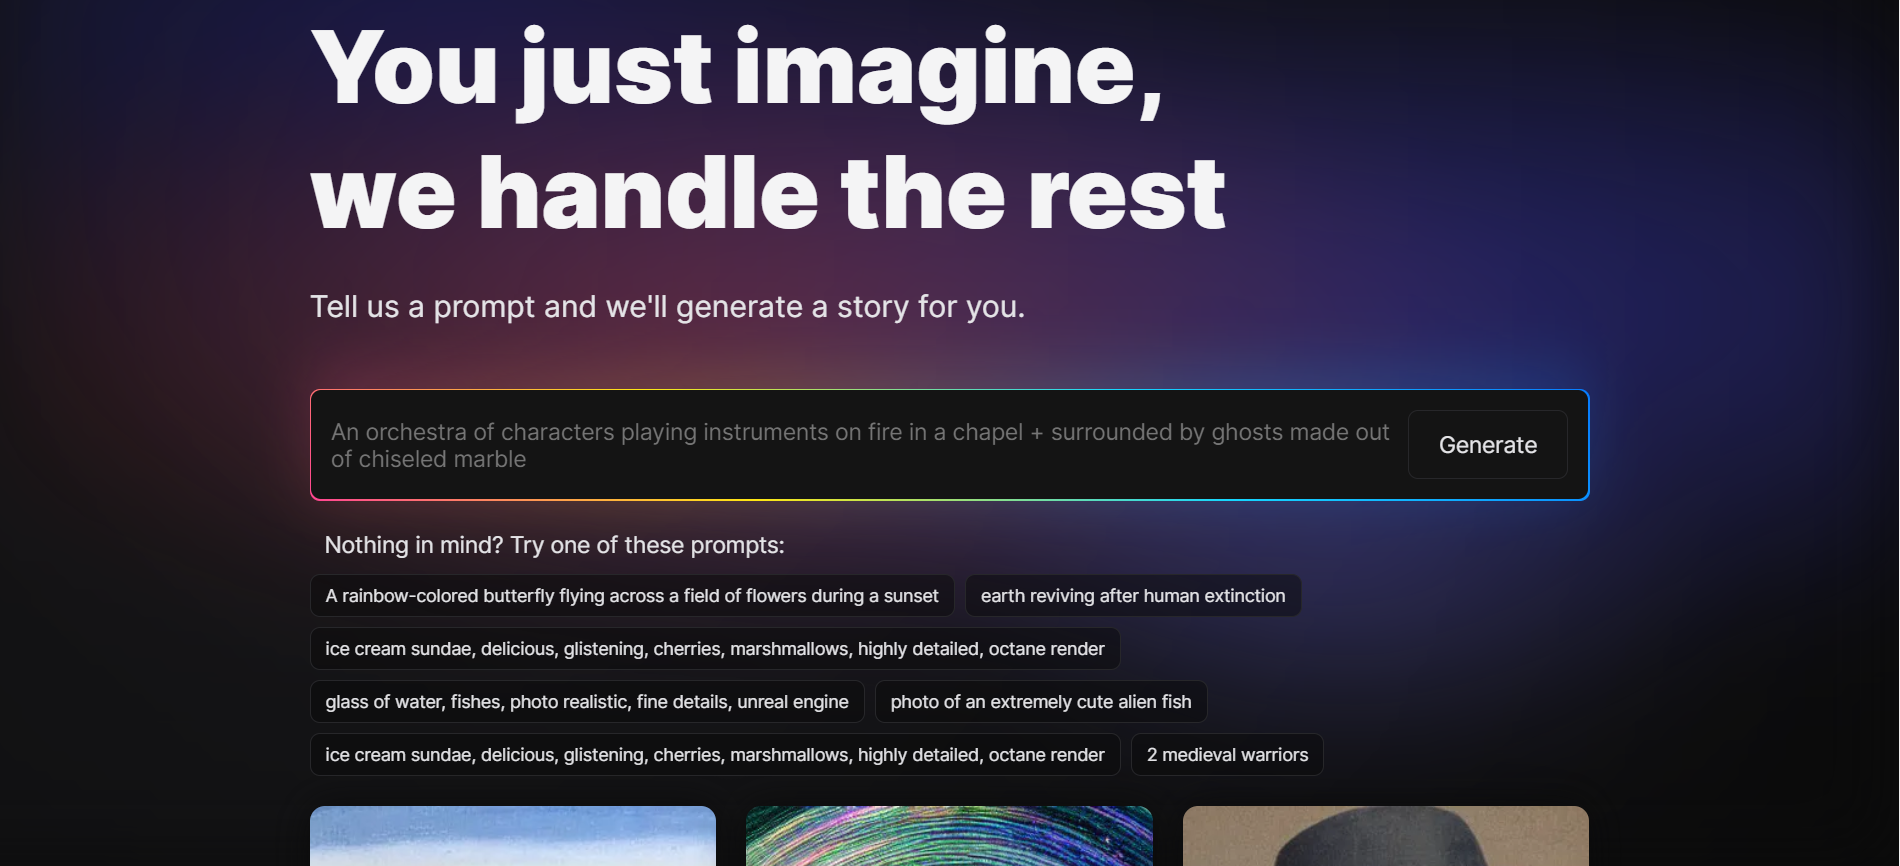 You just imagine,
we handle the rest
Tell us a prompt and we'll generate a story for you.
An orchestra of characters playing instruments on fire in a chapel + surrounded by ghosts made out
of chiseled marble
Generate
Nothing in mind? Try one of these prompts:
A rainbow-colored butterfly flying across a field of flowers during a sunset
earth reviving after human extinction
ice cream sundae, delicious, glistening, cherries, marshmallows, highly detailed, octane render
glass of water, fishes, photo realistic, fine details, unreal engine
photo of an extremely cute alien fish
ice cream sundae, delicious, glistening, cherries, marshmallows, highly detailed, octane render
2 medieval warriors